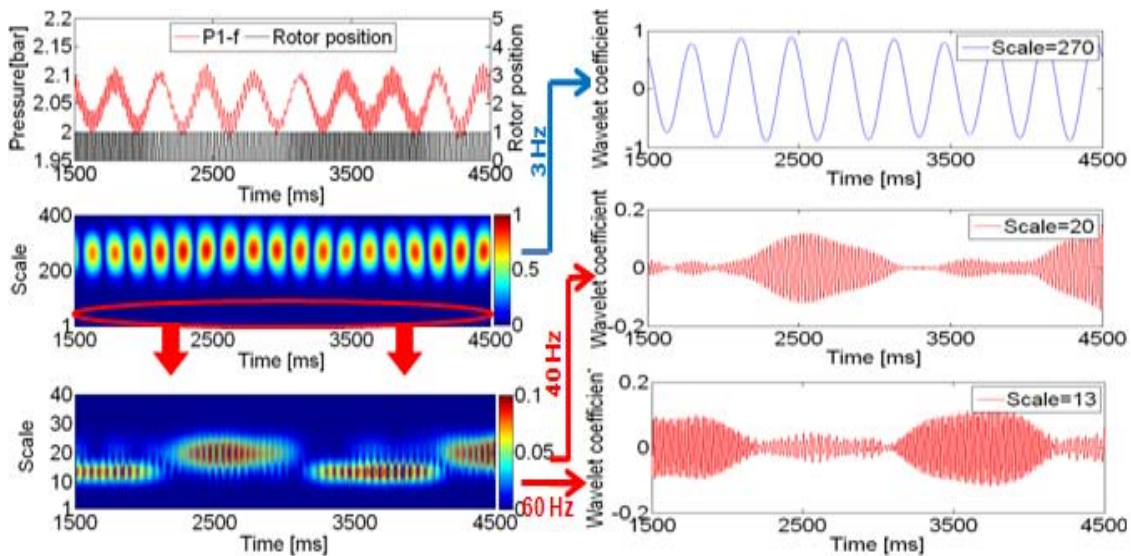 2.2
2.15
2.1
2.05
2
1.95
Pressure[bar]
P1-f
Rotor position
5
4
3
2
1
0
Rotor position
1500 2500 3500 4500
Time [ms]
3 Hz
1
0
-1
Wavelet coefficient
Scale=270
1500 2500 3500 4500
Time [ms]
400
200
1
Scale
1
0.5
0
1500 2500 3500 4500
Time [ms]
40 Hz
0.2
0
-0.2
Wavelet coefficient
Scale=20
1500 2500 3500 4500
Time [ms]
40
30
20
10
1
Scale
0.1
0.05
0
1500 2500 3500 4500
Time [ms]
60 Hz
0.2
0
-0.2
Wavelet coefficien
Scale=13
1500 2500 3500 4500
Time [ms]